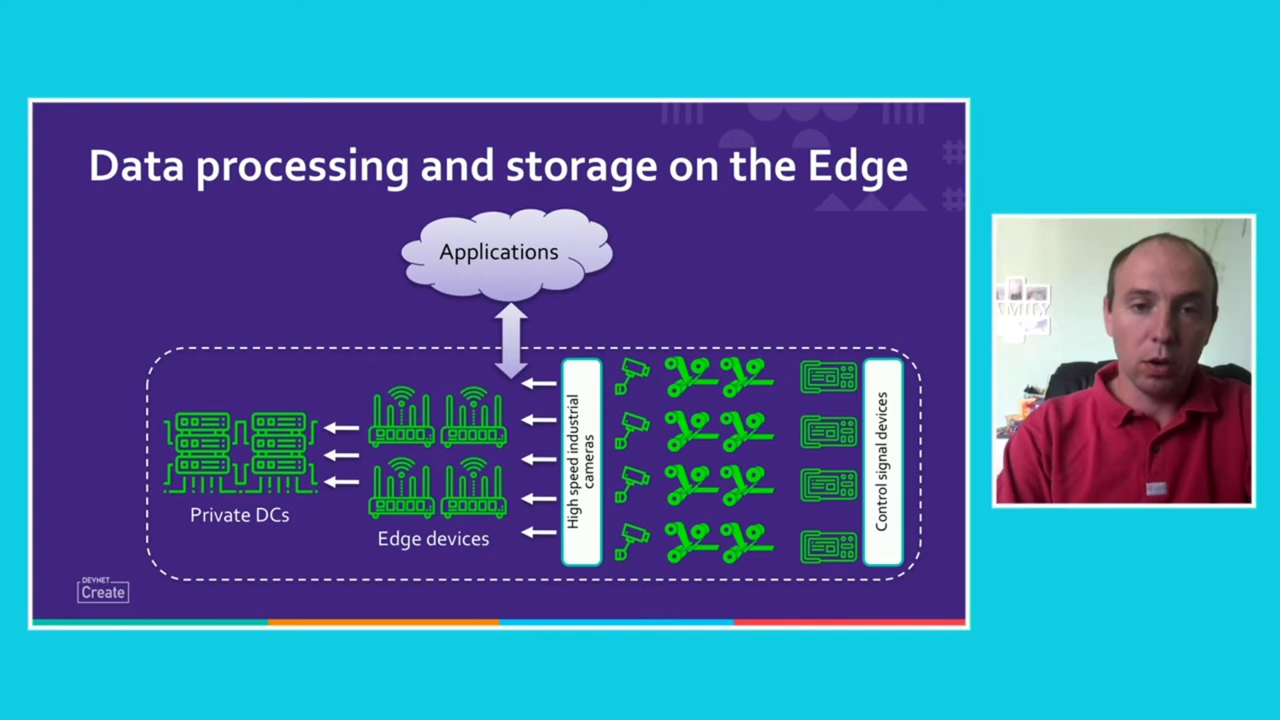 Data processing and storage on the Edge
Applications
High speed industrial
cameras
Control signal devices
Private DCs
Edge devices
DEVNET
Create